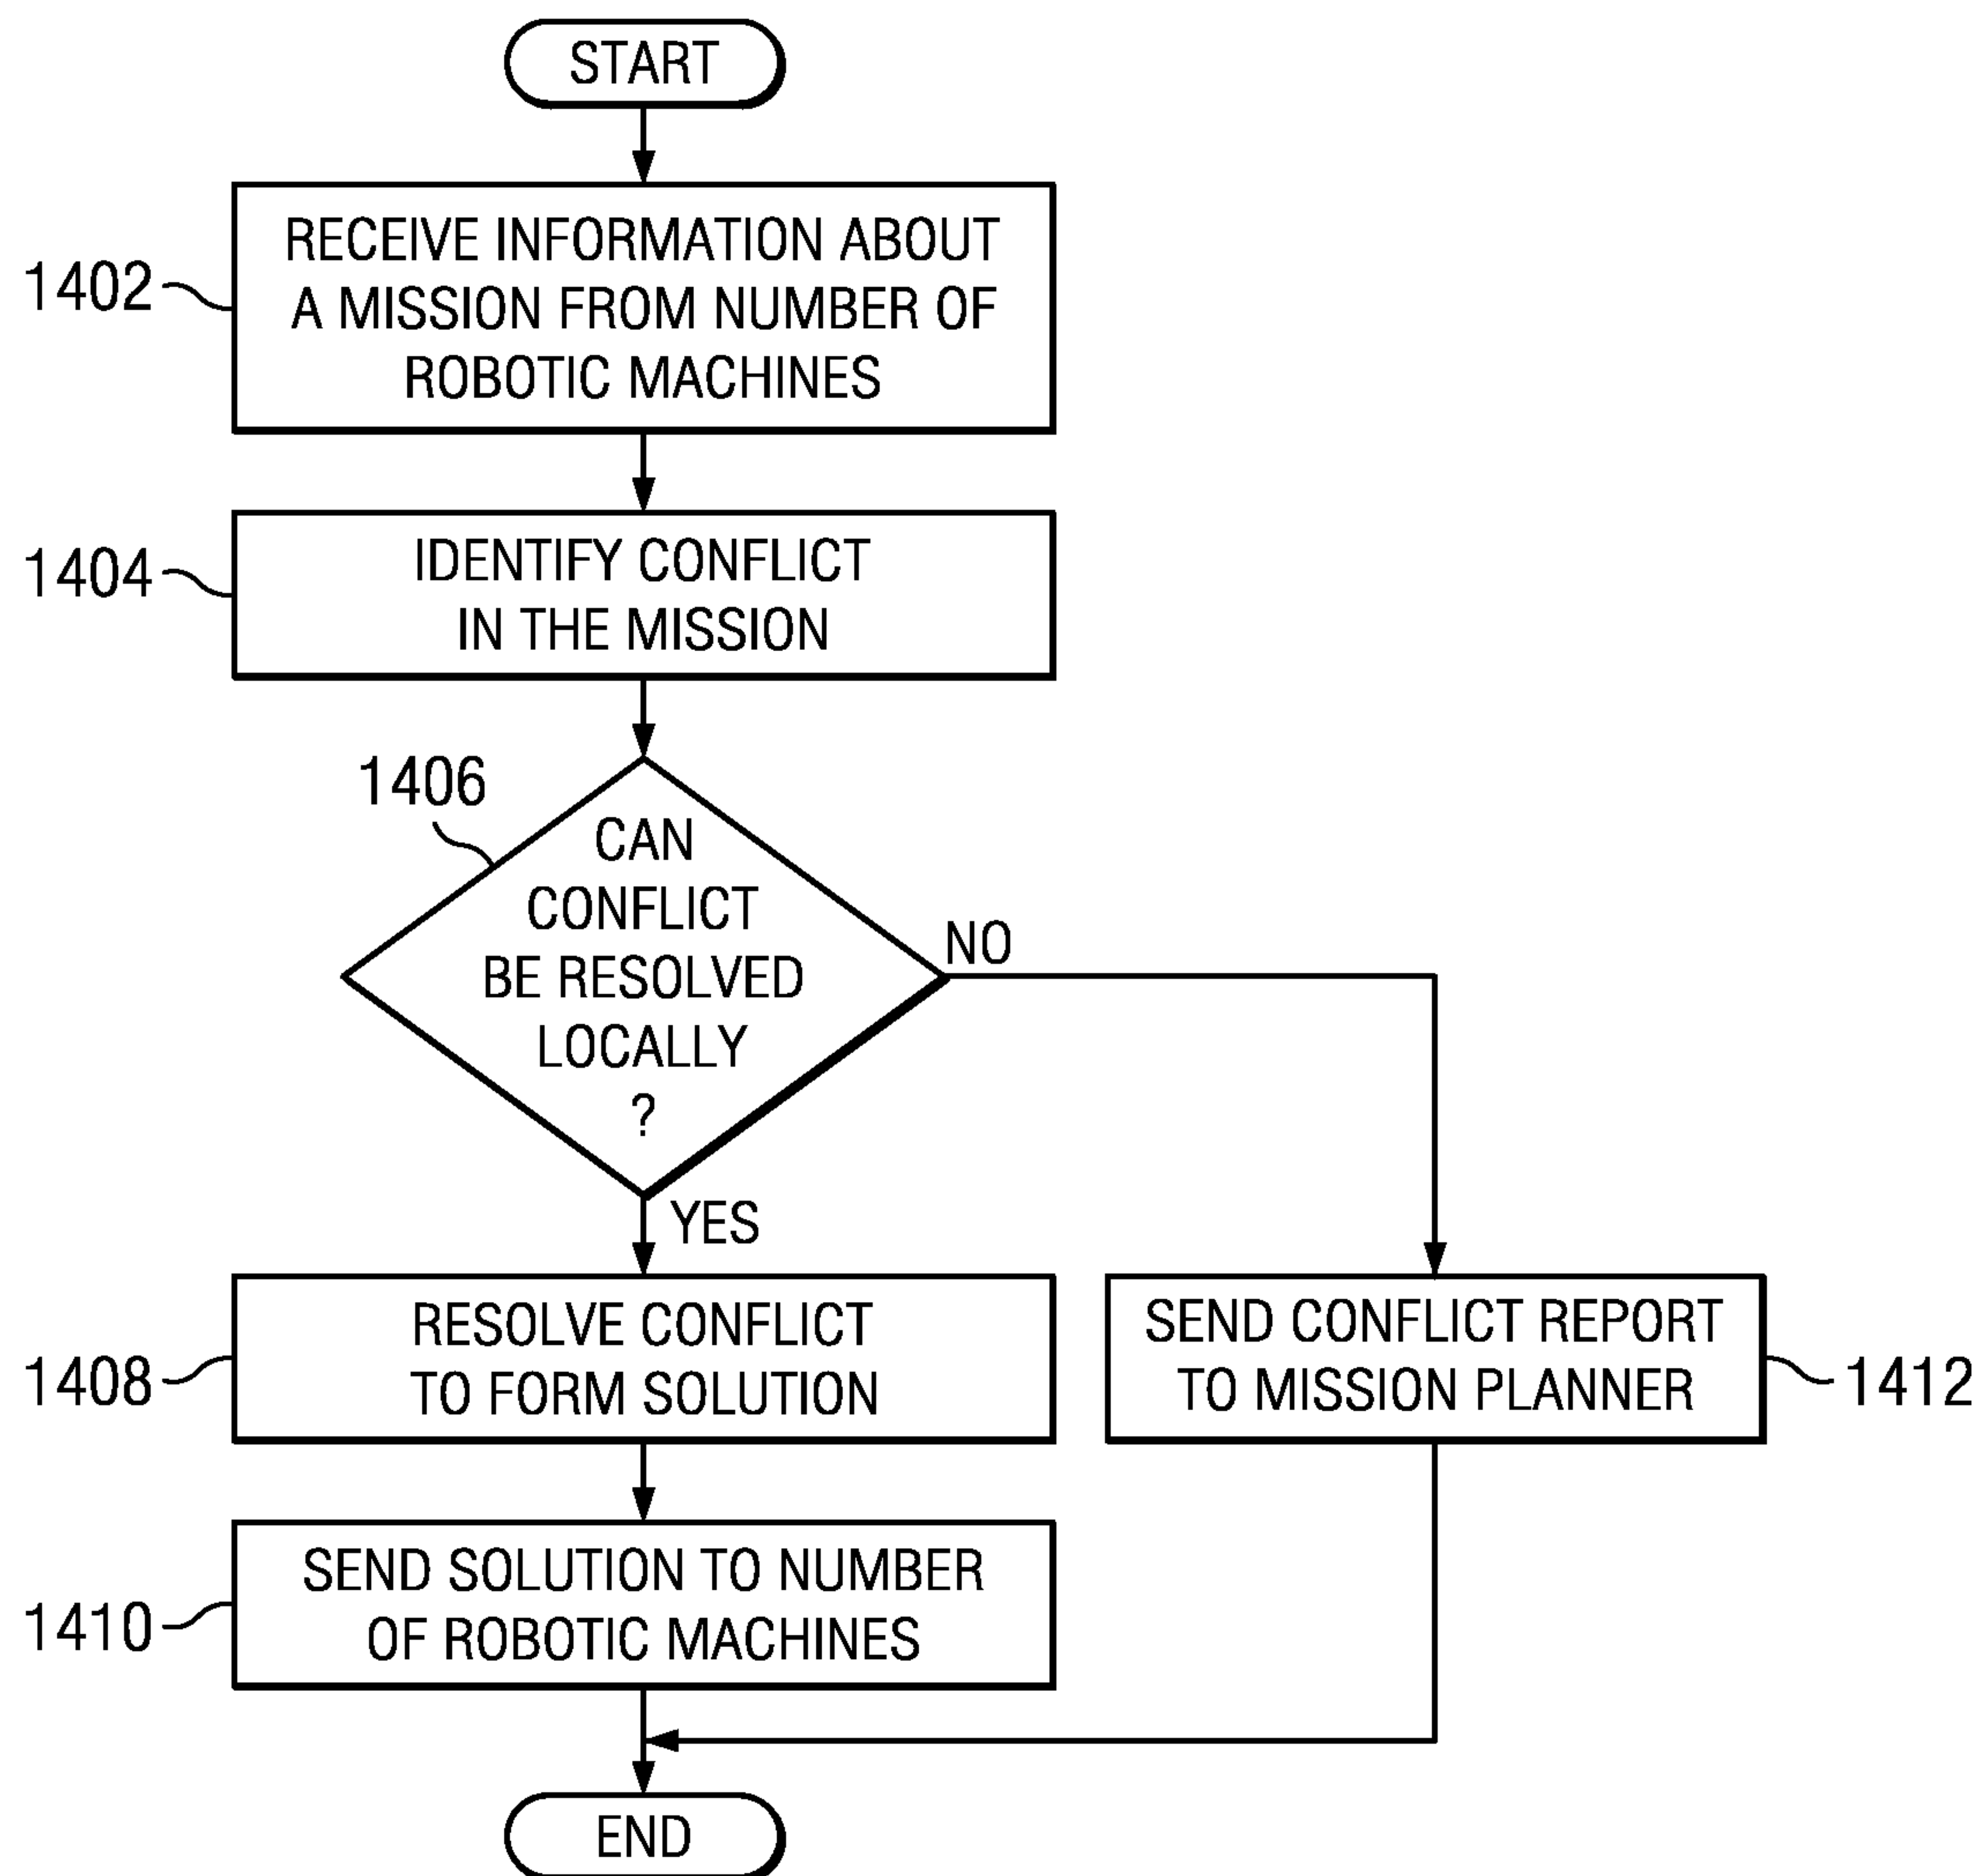 START
1402
RECEIVE INFORMATION ABOUT
A MISSION FROM NUMBER OF
ROBOTIC MACHINES
1404
IDENTIFY CONFLICT
IN THE MISSION
1406
CAN
CONFLICT
BE RESOLVED
LOCALLY
?
NO
YES
1408
RESOLVE CONFLICT
TO FORM SOLUTION
SEND CONFLICT REPORT
TO MISSION PLANNER
1412
1410
SEND SOLUTION TO NUMBER
OF ROBOTIC MACHINES
END